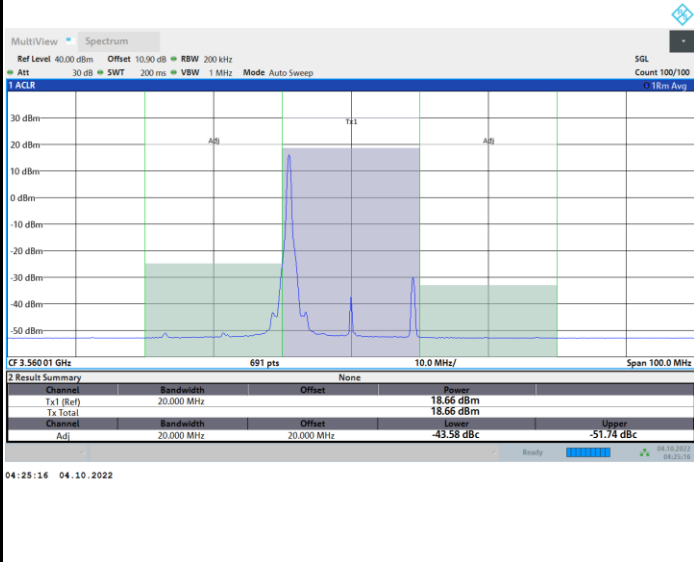 MultiView Spectrum
Ref Level 40.00 dBm Offset 10.90 dB RBW 200 kHz SGL
Att 30 dB SWT 200 ms VBW 1 MHz Mode Auto Sweep Count 100/100
1 ACLR 1Rm Avg
30 dBm
Tx1
20 dBm Adj Adj
10 dBm
0 dBm
-10 dBm
-20 dBm
-30 dBm
-40 dBm
-50 dBm
CF 3.56001 GHz 691 pts 10.0 MHz/ Span 100.0 MHz
2 Result Summary None
Channel Bandwidth Offset Power
Tx1 (Ref) 20.000 MHz 18.66 dBm
Tx Total 18.66 dBm
Channel Bandwidth Offset Lower Upper
Adj 20.000 MHz 20.000 MHz -43.58 dBc -51.74 dBc
Ready 04.10.2022
04:25:16
04:25:16 04.10.2022